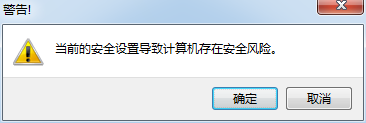 警告!
当前的安全设置导致计算机存在安全风险。
确定
取消